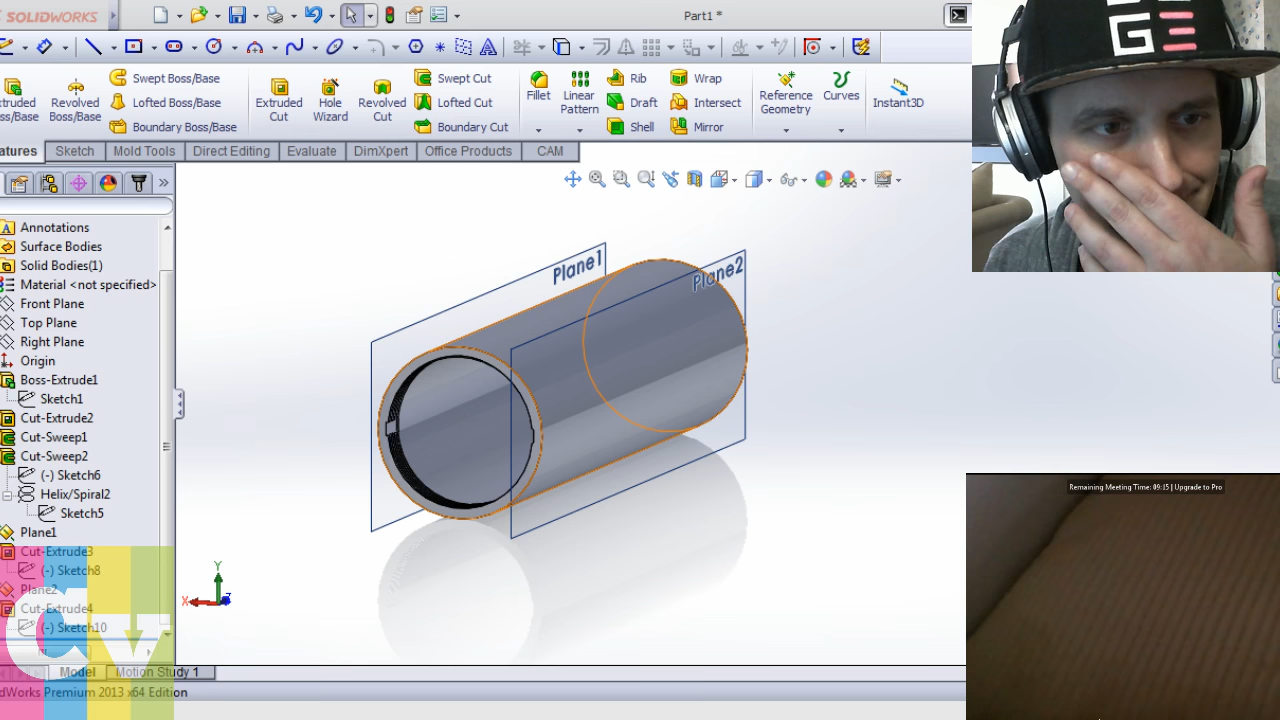 SOLIDWORKS
Part1 *
truded
ss/Base
Revolved
Boss/Base
Swept Boss/Base
Lofted Boss/Base
Boundary Boss/Base
Extruded
Cut
Hole
Wizard
Revolved
Cut
Swept Cut
Lofted Cut
Boundary Cut
Fillet
Linear
Pattern
Rib
Draft
Shell
Wrap
Intersect
Mirror
Reference
Geometry
Curves
Instant3D
atures
Sketch
Mold Tools
Direct Editing
Evaluate
DimXpert
Office Products
CAM
GE
A Annotations
Surface Bodies
Solid Bodies(1)
Material <not specified>
Front Plane
Top Plane
Right Plane
Origin
Boss-Extrude1
Sketch1
Cut-Extrude2
Cut-Sweep1
Cut-Sweep2
(-) Sketch6
Helix/Spiral2
Sketch5
Plane1
Cut-Extrude3
(-) Sketch8
Plane2
Cut-Extrude4
(-) Sketch10
Plane1
Plane2
Y
X
Z
CV
Model
Motion Study 1
dWorks Premium 2013 x64 Edition
Remaining Meeting Time: 09:15 | Upgrade to Pro